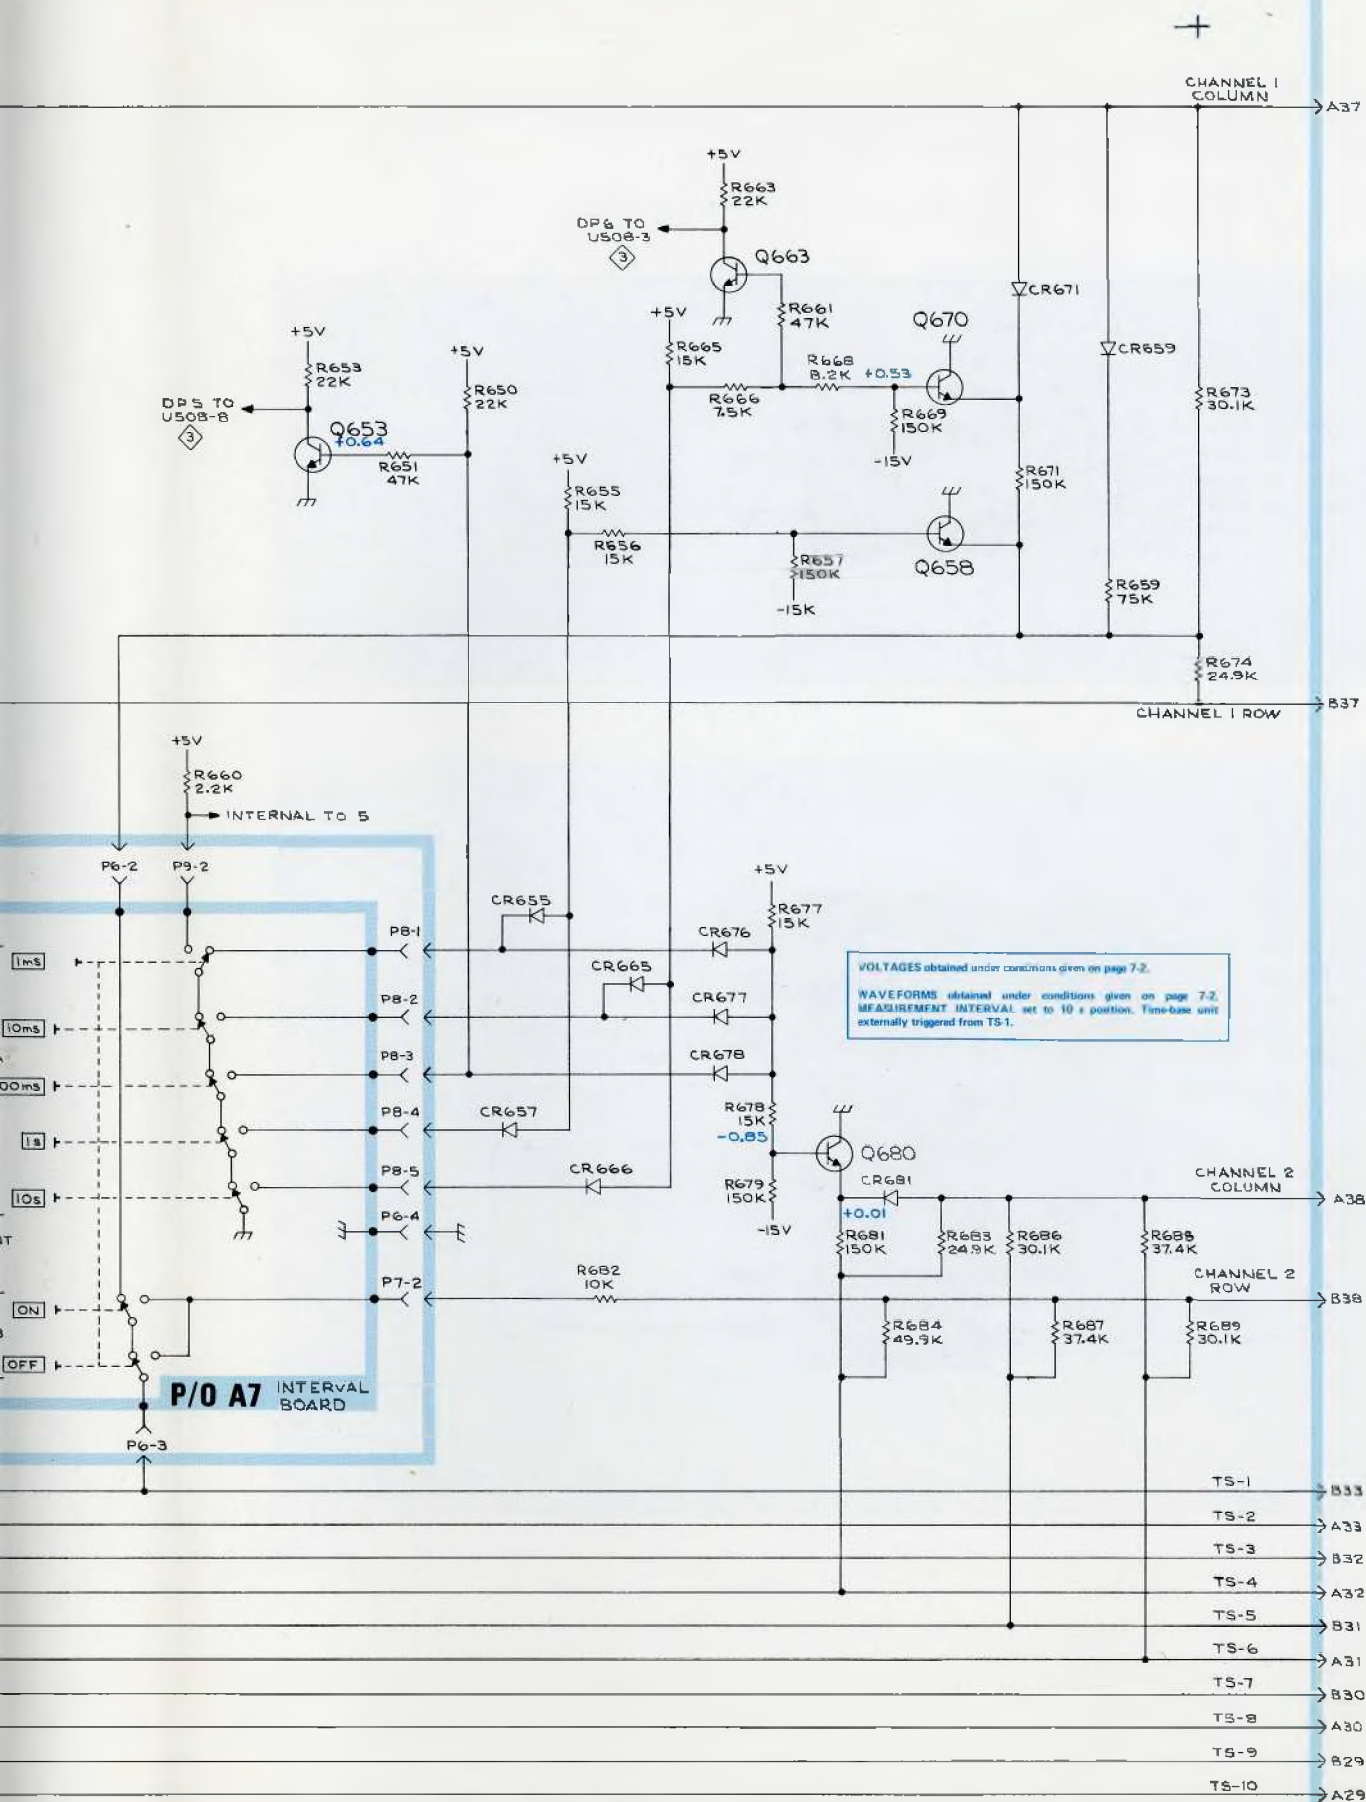 CHANNEL 1
COLUMN
A37
+5V
R663
22K
DP6 TO
U508-3
3
Q663
CR671
+5V
R661
47K
Q670
+5V
+5V
R665
15K
R668
8.2K
+0.53
CR659
R653
22K
R650
22K
R666
7.5K
R669
150K
R673
30.1K
DP5 TO
U508-8
3
Q653
+0.64
R651
47K
+5V
-15V
R671
150K
R655
15K
R656
15K
R657
150K
Q658
-15K
R659
75K
R674
24.9K
B37
CHANNEL 1 ROW
+5V
R660
2.2K
INTERNAL TO 5
P6-2
P9-2
+5V
CR655
R677
15K
P8-1
CR676
1ms
CR665
VOLTAGES obtained under conditions given on page 7-2.
WAVEFORMS obtained under conditions given on page 7-2.
MEASUREMENT INTERVAL set to 10 s position. Time-base unit
externally triggered from TS-1.
P8-2
CR677
10ms
P8-3
CR678
00ms
P8-4
CR657
R678
15K
-0.85
1s
Q680
P8-5
CR666
R679
150K
CR681
CHANNEL 2
COLUMN
10s
A38
P6-4
-15V
+0.01
R681
150K
R683
24.9K
R686
30.1K
R688
37.4K
P7-2
R682
10K
CHANNEL 2
ROW
ON
B38
R684
49.9K
R687
37.4K
R689
30.1K
OFF
P/O A7 INTERVAL
BOARD
P6-3
TS-1
B33
TS-2
A33
TS-3
B32
TS-4
A32
TS-5
B31
TS-6
A31
TS-7
B30
TS-8
A30
TS-9
B29
TS-10
A29